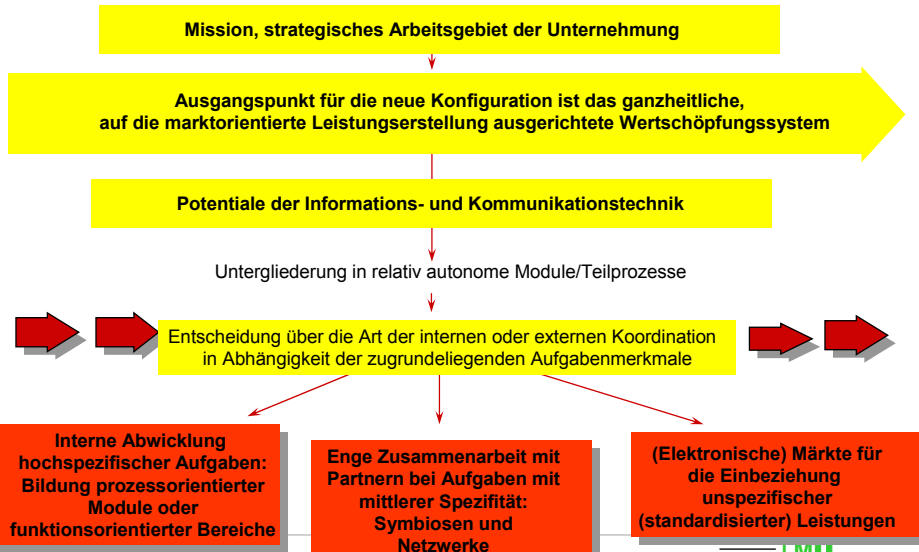 Mission, strategisches Arbeitsgebiet der Unternehmung
Ausgangspunkt für die neue Konfiguration ist das ganzheitliche,
auf die marktorientierte Leistungserstellung ausgerichtete Wertschöpfungssystem
Potentiale der Informations- und Kommunikationstechnik
Untergliederung in relativ autonome Module/Teilprozesse
Entscheidung über die Art der internen oder externen Koordination
in Abhängigkeit der zugrundeliegenden Aufgabenmerkmale
Interne Abwicklung
hochspezifischer Aufgaben:
Bildung prozessorientierter
Module oder
funktionsorientierter Bereiche
Enge Zusammenarbeit mit
Partnern bei Aufgaben mit
mittlerer Spezifität:
Symbiosen und
Netzwerke
(Elektronische) Märkte für
die Einbeziehung
unspezifischer
(standardisierter) Leistungen